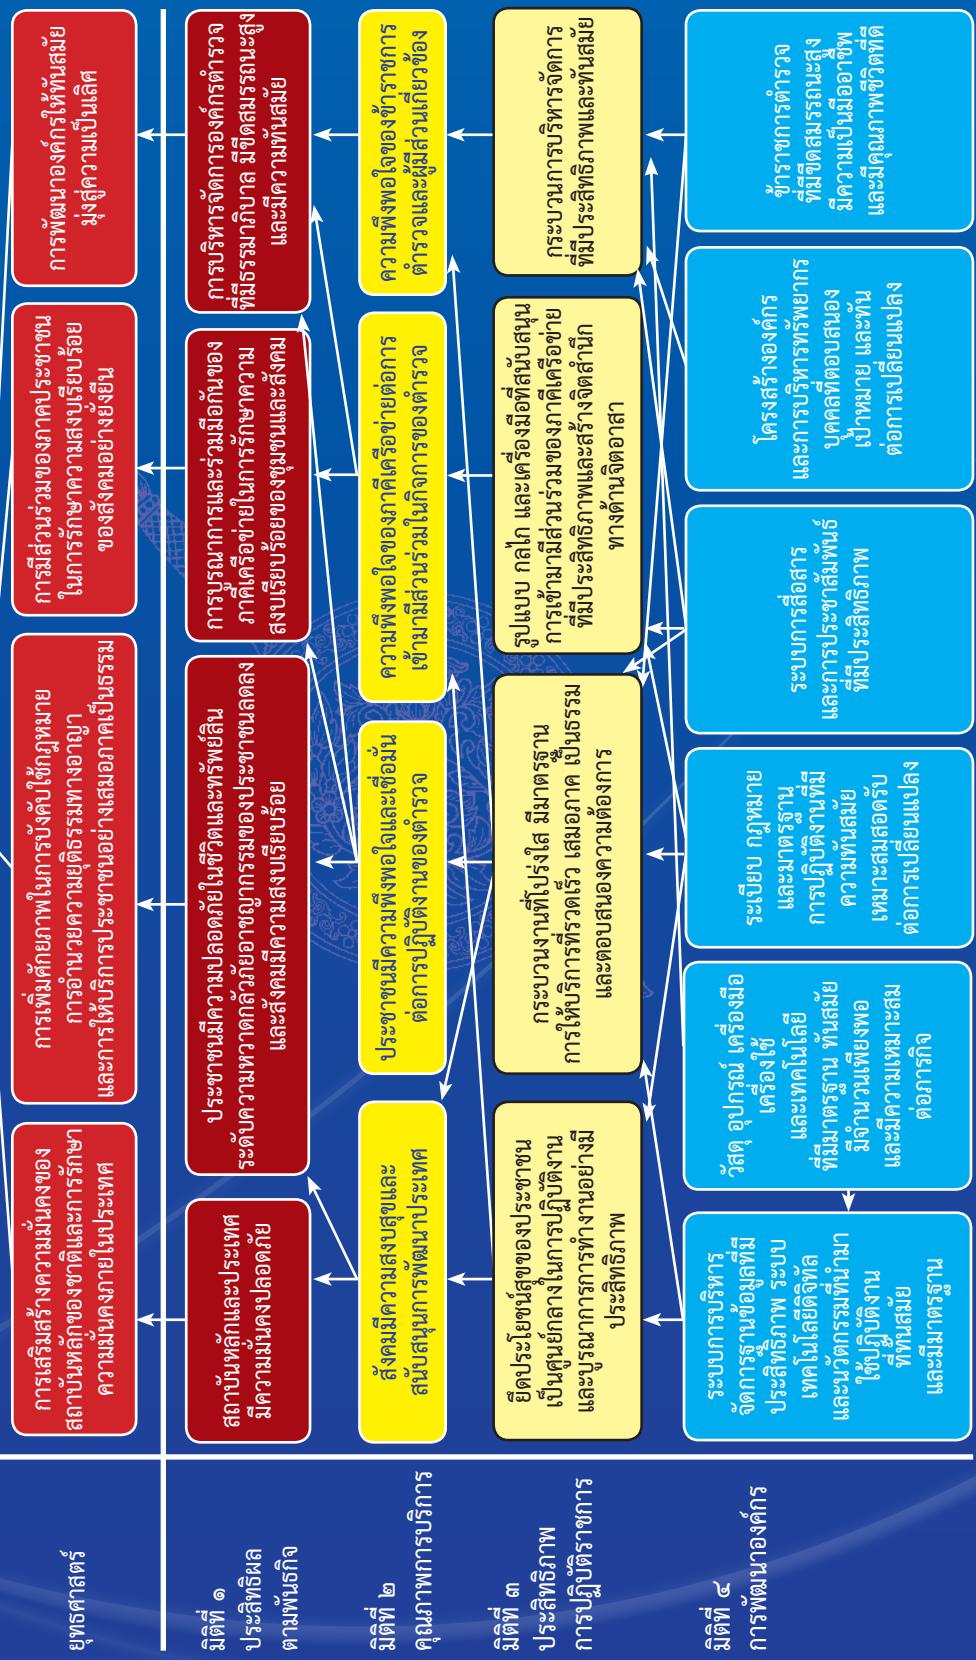 ยุทธศาสตร์
การเสริมสร้างความมั่นคงของ
สถาบันหลักของชาติและการรักษา
ความมั่นคงภายในประเทศ
การเพิ่มศักยภาพในการบังคับใช้กฎหมาย
การอำนวยความยุติธรรมทางอาญา
และการให้บริการประชาชนอย่างเสมอภาคเป็นธรรม
การมีส่วนร่วมของภาคประชาชน
ในการรักษาความสงบเรียบร้อย
ของสังคมอย่างยั่งยืน
การพัฒนาองค์กรให้ทันสมัย
มุ่งสู่ความเป็นเลิศ
มิติที่ ๑
ประสิทธิผล
ตามพันธกิจ
สถาบันหลักและประเทศ
มีความมั่นคงปลอดภัย
ประชาชนมีความปลอดภัยในชีวิตและทรัพย์สิน
ระดับความหวาดกลัวภัยอาชญากรรมของประชาชนลดลง
และสังคมมีความสงบเรียบร้อย
การบูรณาการและร่วมมือกันของ
ภาคีเครือข่ายในการรักษาความ
สงบเรียบร้อยของชุมชนและสังคม
การบริหารจัดการองค์กรตำรวจ
ที่มีธรรมาภิบาล มีขีดสมรรถนะสูง
และมีความทันสมัย
มิติที่ ๒
คุณภาพการบริการ
สังคมมีความสงบสุขและ
สนับสนุนการพัฒนาประเทศ
ประชาชนมีความพึงพอใจและเชื่อมั่น
ต่อการปฏิบัติงานของตำรวจ
ความพึงพอใจของภาคีเครือข่ายต่อการ
เข้ามามีส่วนร่วมในกิจการของตำรวจ
ความพึงพอใจของข้าราชการ
ตำรวจและผู้มีส่วนเกี่ยวข้อง
มิติที่ ๓
ประสิทธิภาพ
การปฏิบัติราชการ
ยึดประโยชน์สุขของประชาชน
เป็นศูนย์กลางในการปฏิบัติงาน
และบูรณาการการทำงานอย่างมี
ประสิทธิภาพ
กระบวนงานที่โปร่งใส มีมาตรฐาน
การให้บริการที่รวดเร็ว เสมอภาค เป็นธรรม
และตอบสนองความต้องการ
รูปแบบ กลไก และเครื่องมือที่สนับสนุน
การเข้ามามีส่วนร่วมของภาคีเครือข่าย
ที่มีประสิทธิภาพและสร้างจิตสำนึก
ทางด้านจิตอาสา
กระบวนการบริหารจัดการ
ที่มีประสิทธิภาพและทันสมัย
มิติที่ ๔
การพัฒนาองค์กร
ระบบการบริหาร
จัดการฐานข้อมูลที่มี
ประสิทธิภาพ ระบบ
เทคโนโลยีดิจิทัล
และนวัตกรรมที่นำมา
ใช้ปฏิบัติงาน
ที่ทันสมัย
และมีมาตรฐาน
วัสดุ อุปกรณ์ เครื่องมือ
เครื่องใช้
และเทคโนโลยี
ที่มีมาตรฐาน ทันสมัย
มีจำนวนเพียงพอ
และมีความเหมาะสม
ต่อภารกิจ
ระเบียบ กฎหมาย
และมาตรฐาน
การปฏิบัติงานที่มี
ความทันสมัย
เหมาะสมสอดรับ
ต่อการเปลี่ยนแปลง
ระบบการสื่อสาร
และการประชาสัมพันธ์
ที่มีประสิทธิภาพ
โครงสร้างองค์กร
และการบริหารทรัพยากร
บุคคลที่ตอบสนอง
เป้าหมาย และทัน
ต่อการเปลี่ยนแปลง
ข้าราชการตำรวจ
ที่มีขีดสมรรถนะสูง
มีความเป็นมืออาชีพ
และมีคุณภาพชีวิตที่ดี